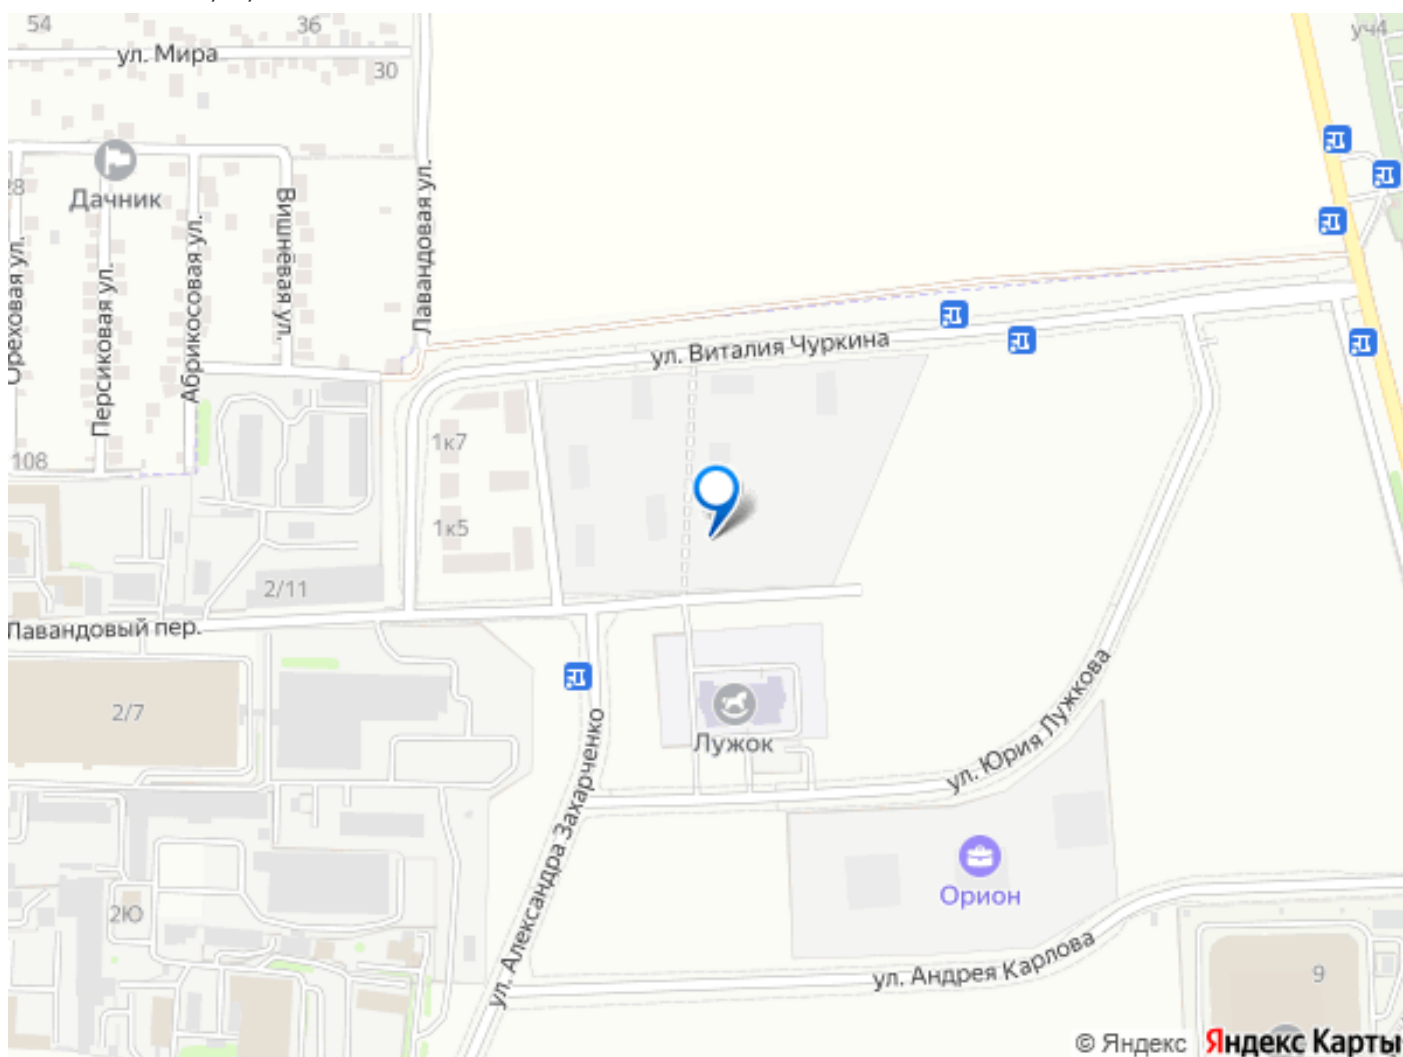 54
36
уч4
ул. Мира
30
Дачник
28
Вишнёвая ул.
Лавандовая ул.
Абрикосовая ул.
Ореховая ул.
Персиковая ул.
ул. Виталия Чуркина
1к7
108
1к5
2/11
Лавандовый пер.
2/7
Лужок
ул. Юрия Лужкова
ул. Александра Захарченко
Орион
2Ю
ул. Андрея Карлова
9
© Яндекс Яндекс Карты